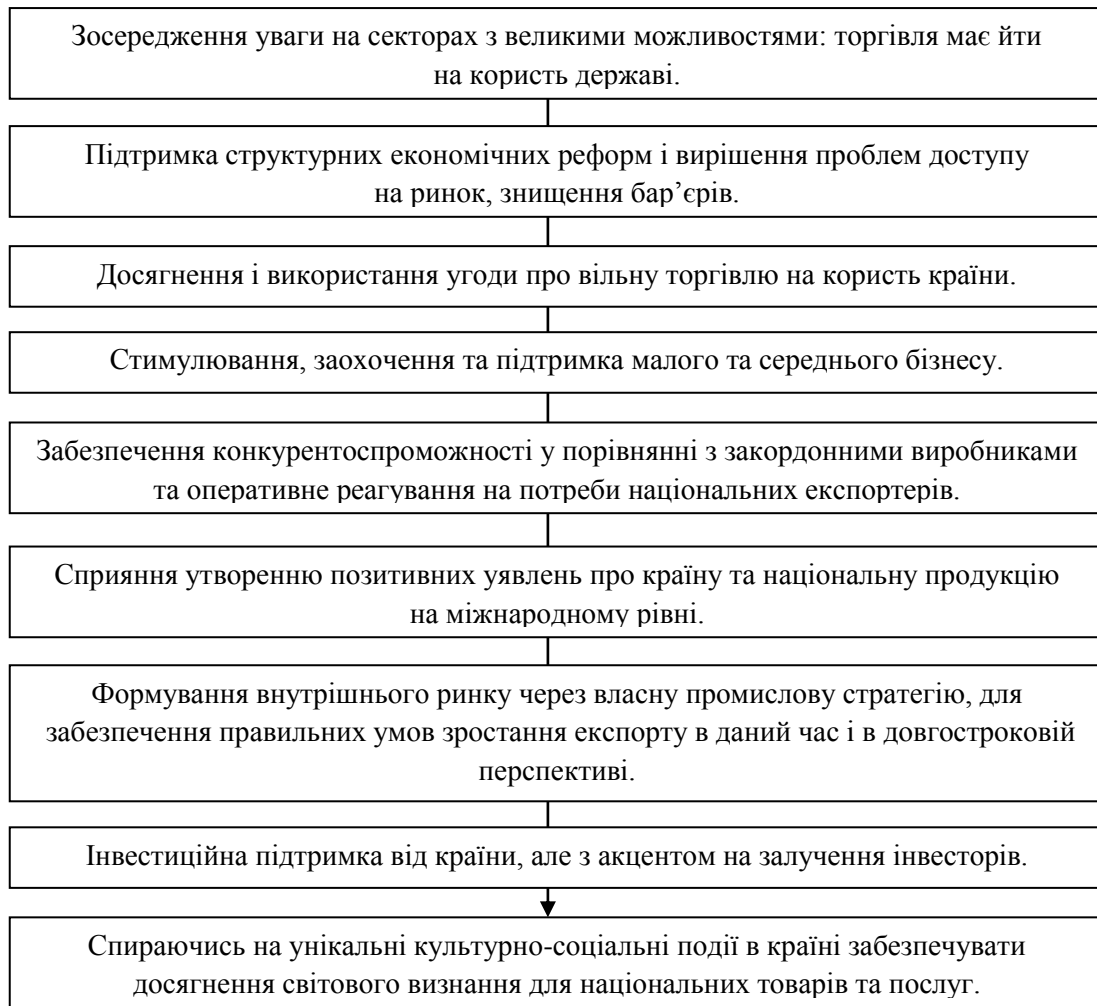 Зосередження уваги на секторах з великими можливостями: торгівля має йти
на користь державі.
Підтримка структурних економічних реформ і вирішення проблем доступу
на ринок, знищення бар’єрів.
Досягнення і використання угоди про вільну торгівлю на користь країни.
Стимулювання, заохочення та підтримка малого та середнього бізнесу.
Забезпечення конкурентоспроможності у порівнянні з закордонними виробниками
та оперативне реагування на потреби національних експортерів.
Сприяння утворенню позитивних уявлень про країну та національну продукцію
на міжнародному рівні.
Формування внутрішнього ринку через власну промислову стратегію, для
забезпечення правильних умов зростання експорту в даний час і в довгостроковій
перспективі.
Інвестиційна підтримка від країни, але з акцентом на залучення інвесторів.
Спираючись на унікальні культурно-соціальні події в країні забезпечувати
досягнення світового визнання для національних товарів та послуг.